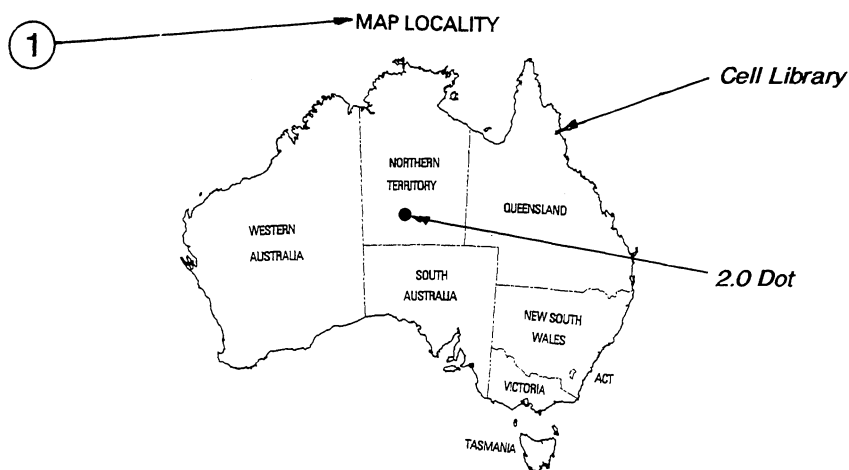 1
MAP LOCALITY
Cell Library
NORTHERN
TERRITORY
QUEENSLAND
WESTERN
AUSTRALIA
SOUTH
AUSTRALIA
2.0 Dot
NEW SOUTH
WALES
ACT
VICTORIA
TASMANIA